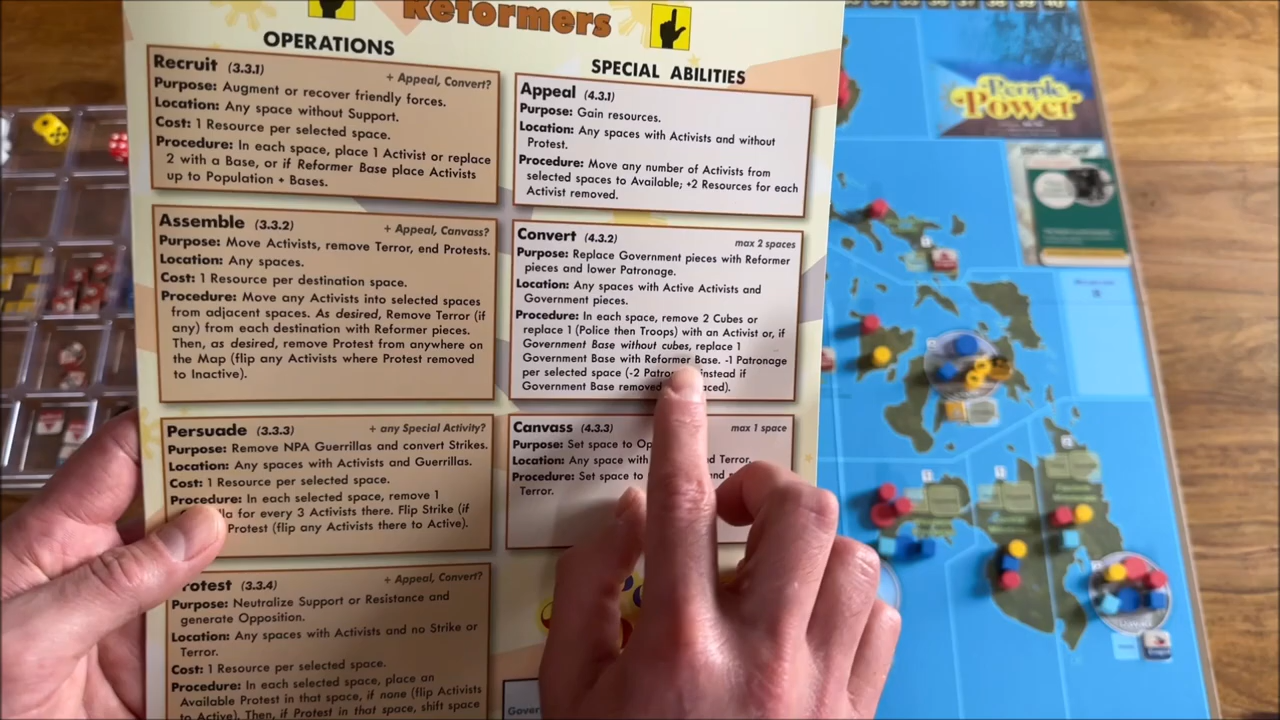 Reformers
OPERATIONS
Recruit (3.3.1)
+ Appeal, Convert?
Purpose: Augment or recover friendly forces.
Location: Any space without Support.
Cost: 1 Resource per selected space.
Procedure: In each space, place 1 Activist or replace
2 with a Base, or if Reformer Base place Activists
up to Population + Bases.
Assemble (3.3.2)
+ Appeal, Canvass?
Purpose: Move Activists, remove Terror, end Protests.
Location: Any spaces.
Cost: 1 Resource per destination space.
Procedure: Move any Activists into selected spaces
from adjacent spaces. As desired, Remove Terror (if
any) from each destination with Reformer pieces.
Then, as desired, remove Protest from anywhere on
the Map (flip any Activists where Protest removed
to Inactive).
Persuade (3.3.3)
+ any Special Activity?
Purpose: Remove NPA Guerrillas and convert Strikes.
Location: Any spaces with Activists and Guerrillas.
Cost: 1 Resource per selected space.
Procedure: In each selected space, remove 1
for every 3 Activists there. Flip Strike (if
Protest (flip any Activists there to Active).
Protest (3.3.4)
+ Appeal, Convert?
Purpose: Neutralize Support or Resistance and
generate Opposition.
Location: Any spaces with Activists and no Strike or
Terror.
Cost: 1 Resource per selected space.
Procedure: In each selected space, place an
Available Protest in that space, if none (flip Activists
to Active). Then, if Protest in that space, shift space
SPECIAL ABILITIES
Appeal (4.3.1)
Purpose: Gain resources.
Location: Any spaces with Activists and without
Protest.
Procedure: Move any number of Activists from
selected spaces to Available; +2 Resources for each
Activist removed.
Convert (4.3.2)
max 2 spaces
Purpose: Replace Government pieces with Reformer
pieces and lower Patronage.
Location: Any spaces with Active Activists and
Government pieces.
Procedure: In each space, remove 2 Cubes or
replace 1 (Police then Troops) with an Activist or, if
Government Base without cubes, replace 1
Government Base with Reformer Base. -1 Patronage
per selected space (-2 instead if
Government Base removed
Canvass (4.3.3)
max 1 space
Purpose: Set space to
Location: Any space with Terror.
Procedure: Set space to
Terror.
People
Power